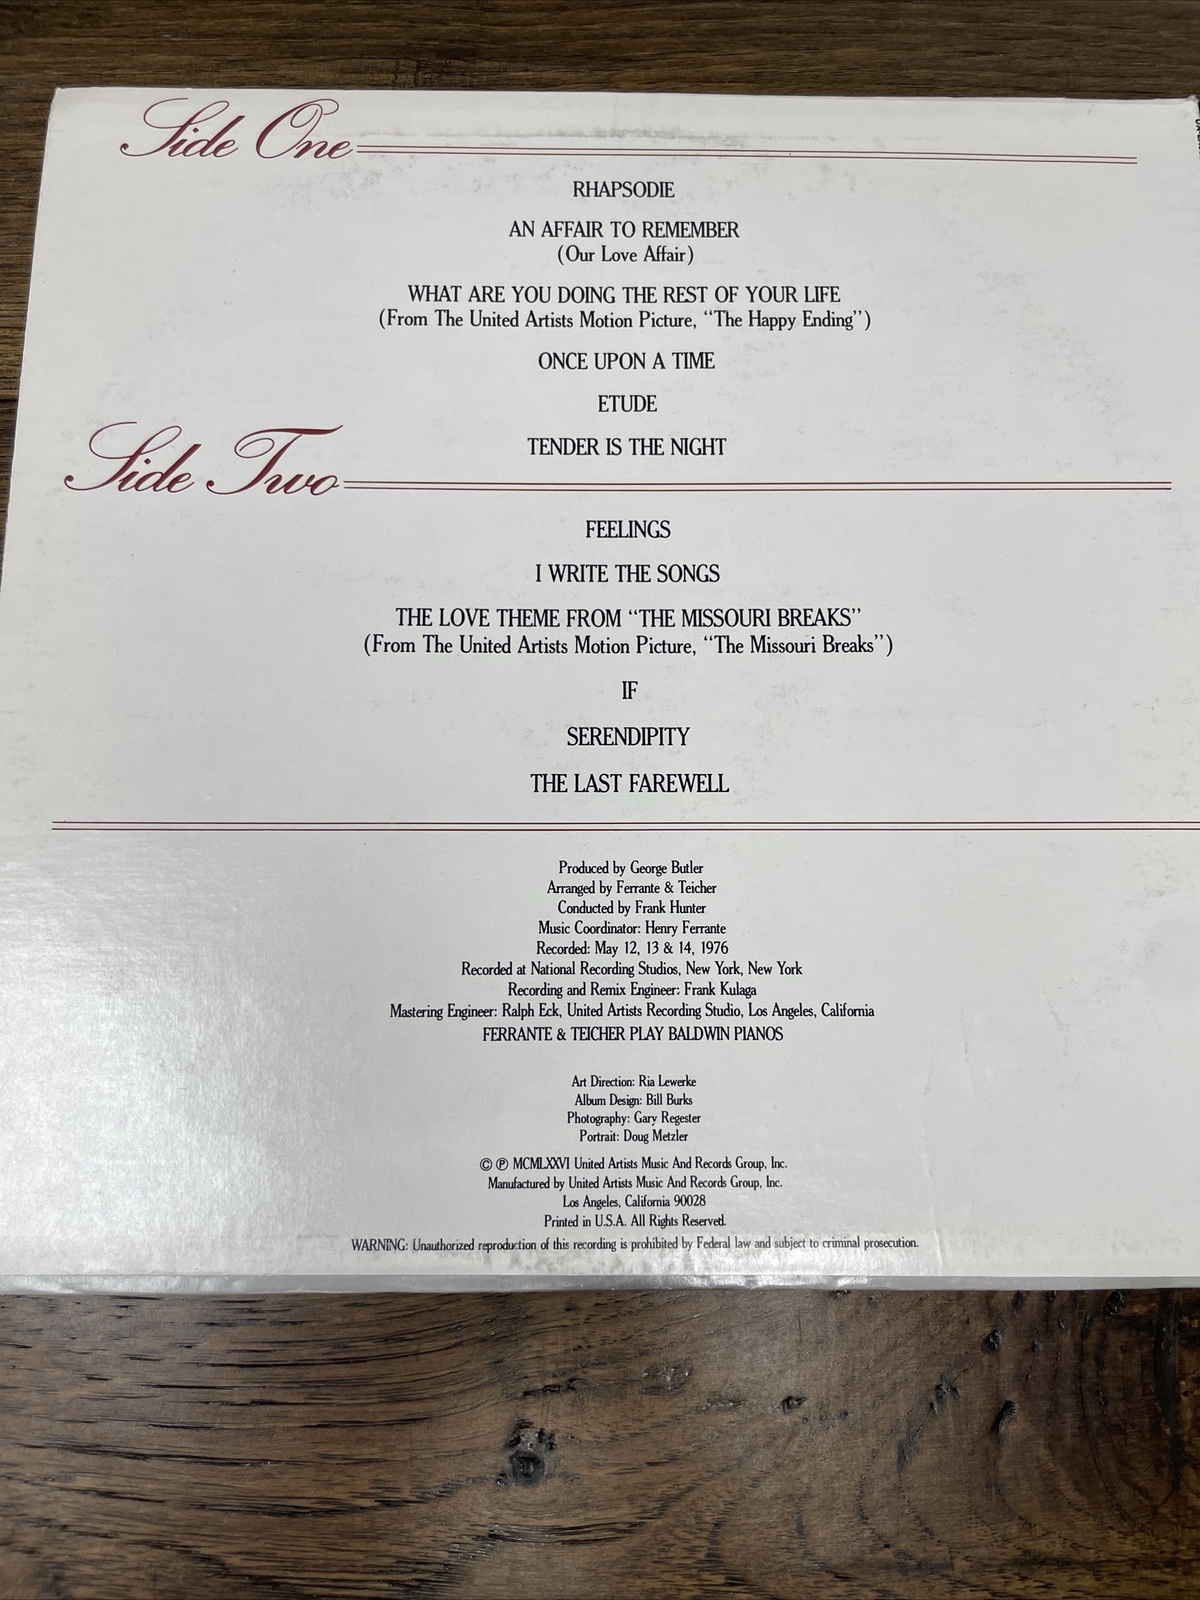 Side One
RHAPSODIE
AN AFFAIR TO REMEMBER
(Our Love Affair)
WHAT ARE YOU DOING THE REST OF YOUR LIFE
(From The United Artists Motion Picture, “The Happy Ending”)
ONCE UPON A TIME
ETUDE
TENDER IS THE NIGHT
Side Two
FEELINGS
I WRITE THE SONGS
THE LOVE THEME FROM “THE MISSOURI BREAKS”
(From The United Artists Motion Picture, “The Missouri Breaks”)
IF
SERENDIPITY
THE LAST FAREWELL
Produced by George Butler
Arranged by Ferrante & Teicher
Conducted by Frank Hunter
Music Coordinator: Henry Ferrante
Recorded: May 12, 13 & 14, 1976
Recorded at National Recording Studios, New York, New York
Recording and Remix Engineer: Frank Kulaga
Mastering Engineer: Ralph Eck, United Artists Recording Studio, Los Angeles, California
FERRANTE & TEICHER PLAY BALDWIN PIANOS
Art Direction: Ria Lewerke
Album Design: Bill Burks
Photography: Gary Regester
Portrait: Doug Metzler
© ℗ MCMLXXVI United Artists Music And Records Group, Inc.
Manufactured by United Artists Music And Records Group, Inc.
Los Angeles, California 90028
Printed in U.S.A. All Rights Reserved.
WARNING: Unauthorized reproduction of this recording is prohibited by Federal law and subject to criminal prosecution.